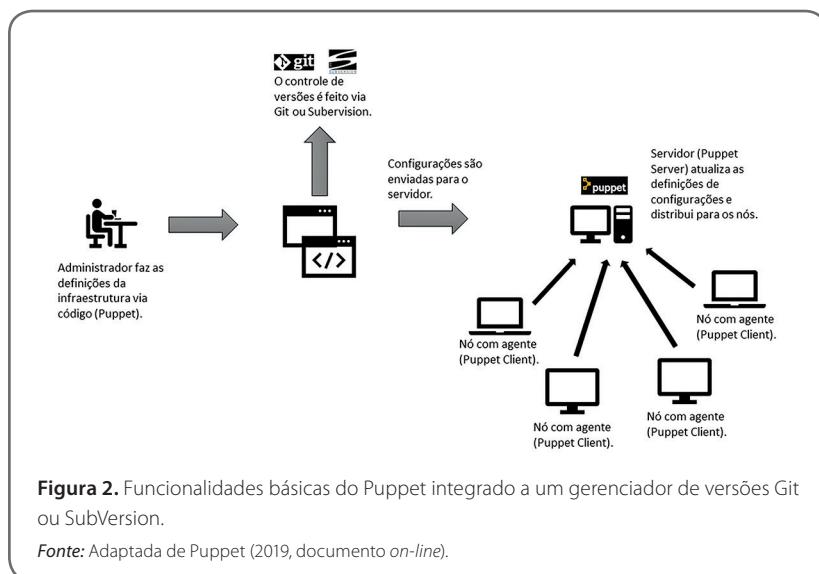 git
O controle de
versões é feito via
Git ou Subervision.
Configurações são
enviadas para o
servidor.
puppet
Servidor (Puppet
Server) atualiza as
definições de
configurações e
distribui para os nós.
Administrador faz as
definições da
infraestrutura via
código (Puppet).
</>
Nó com agente
(Puppet Client).
Nó com agente
(Puppet Client).
Nó com agente
(Puppet Client).
Nó com agente
(Puppet Client).
Figura 2. Funcionalidades básicas do Puppet integrado a um gerenciador de versões Git
ou SubVersion.
Fonte: Adaptada de Puppet (2019, documento on-line).